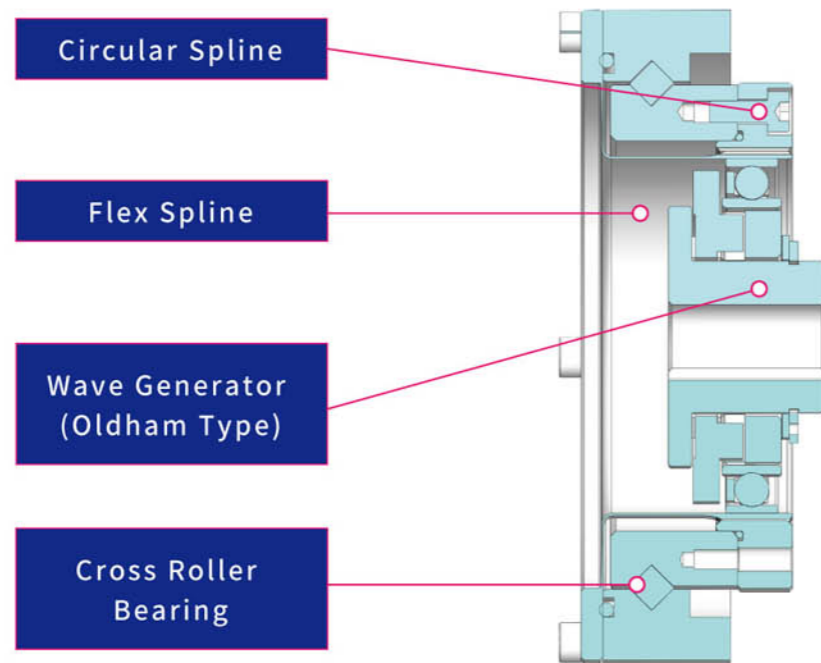 Circular Spline
Flex Spline
Wave Generator
(Oldham Type)
Cross Roller
Bearing